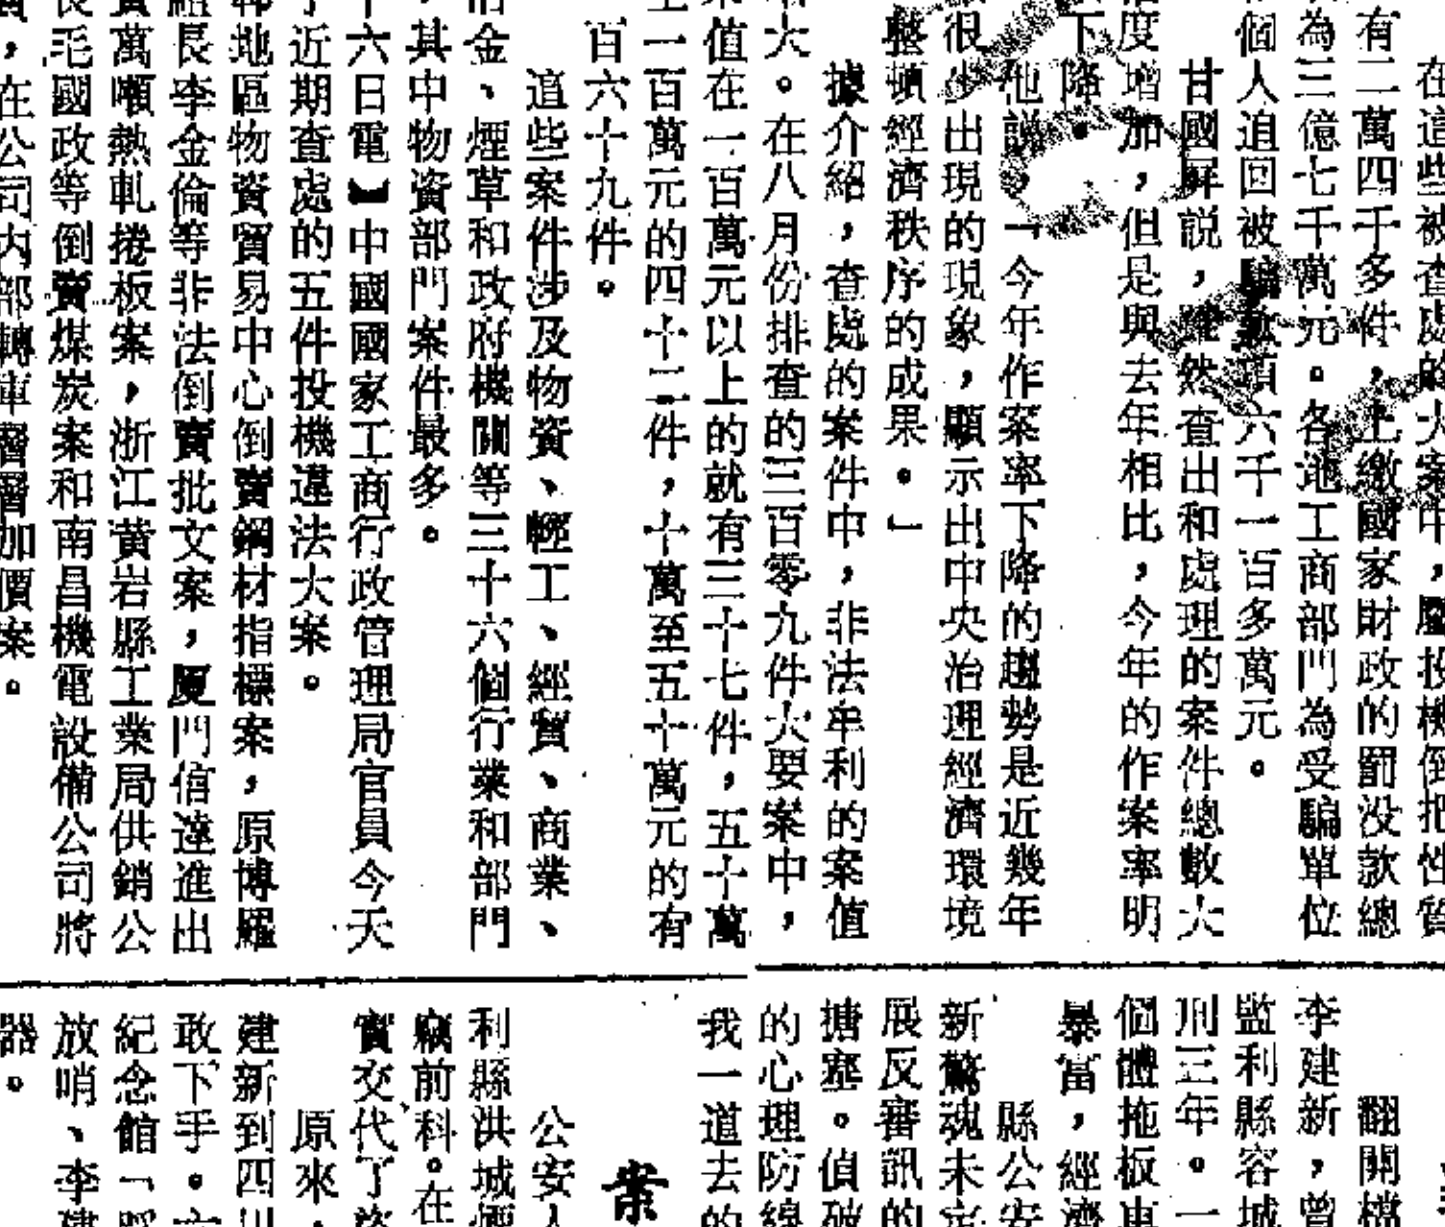 在這些被查處的大案中，屬投機倒把性質
有二萬四千多件，上繳國家財政的罰没款總
為三億七千萬元。各地工商部門為受騙單位
個人追回被騙款項六千一百多萬元。
甘國屏説，雖然查出和處理的案件總數大
度增加，但是與去年相比，今年的作案率明
下降。
他説「今年作案率下降的趨勢是近幾年
很少出現的現象，顯示出中央治理經濟環境
整頓經濟秩序的成果。」
據介紹，查處的案件中，非法牟利的案值
大。在八月份排查的三百零九件大要案中，
值在一百萬元以上的就有三十七件，五十萬
一百萬元的四十二件，十萬至五十萬元的有
百六十九件。
這些案件涉及物資、輕工、經貿、商業、
金、煙草和政府機關等三十六個行業和部門
，其中物資部門案件最多。
十六日電】中國國家工商行政管理局官員今天
近期查處的五件投機違法大案。
地區物資貿易中心倒賣鋼材指標案，原博羅
組長李金倫等非法倒賣批文案，廈門信達進出
萬噸熱軋捲板案，浙江黄岩縣工業局供銷公
長毛國政等倒賣煤炭案和南昌機電設備公司將
，在公司内部轉車層層加價案。
翻開檔
李建新，曾
監利縣容城
刑三年。一
個體拖板車
暴富，經濟
縣公安
新驚魂未定
展反審訊的
搪塞。偵破
的心理防線
我一道去的
案
公安人
利縣洪城
竊前科。在
實交代了
原來，
建新到四川
敢下手。
紀念館「
放哨、李建
器。